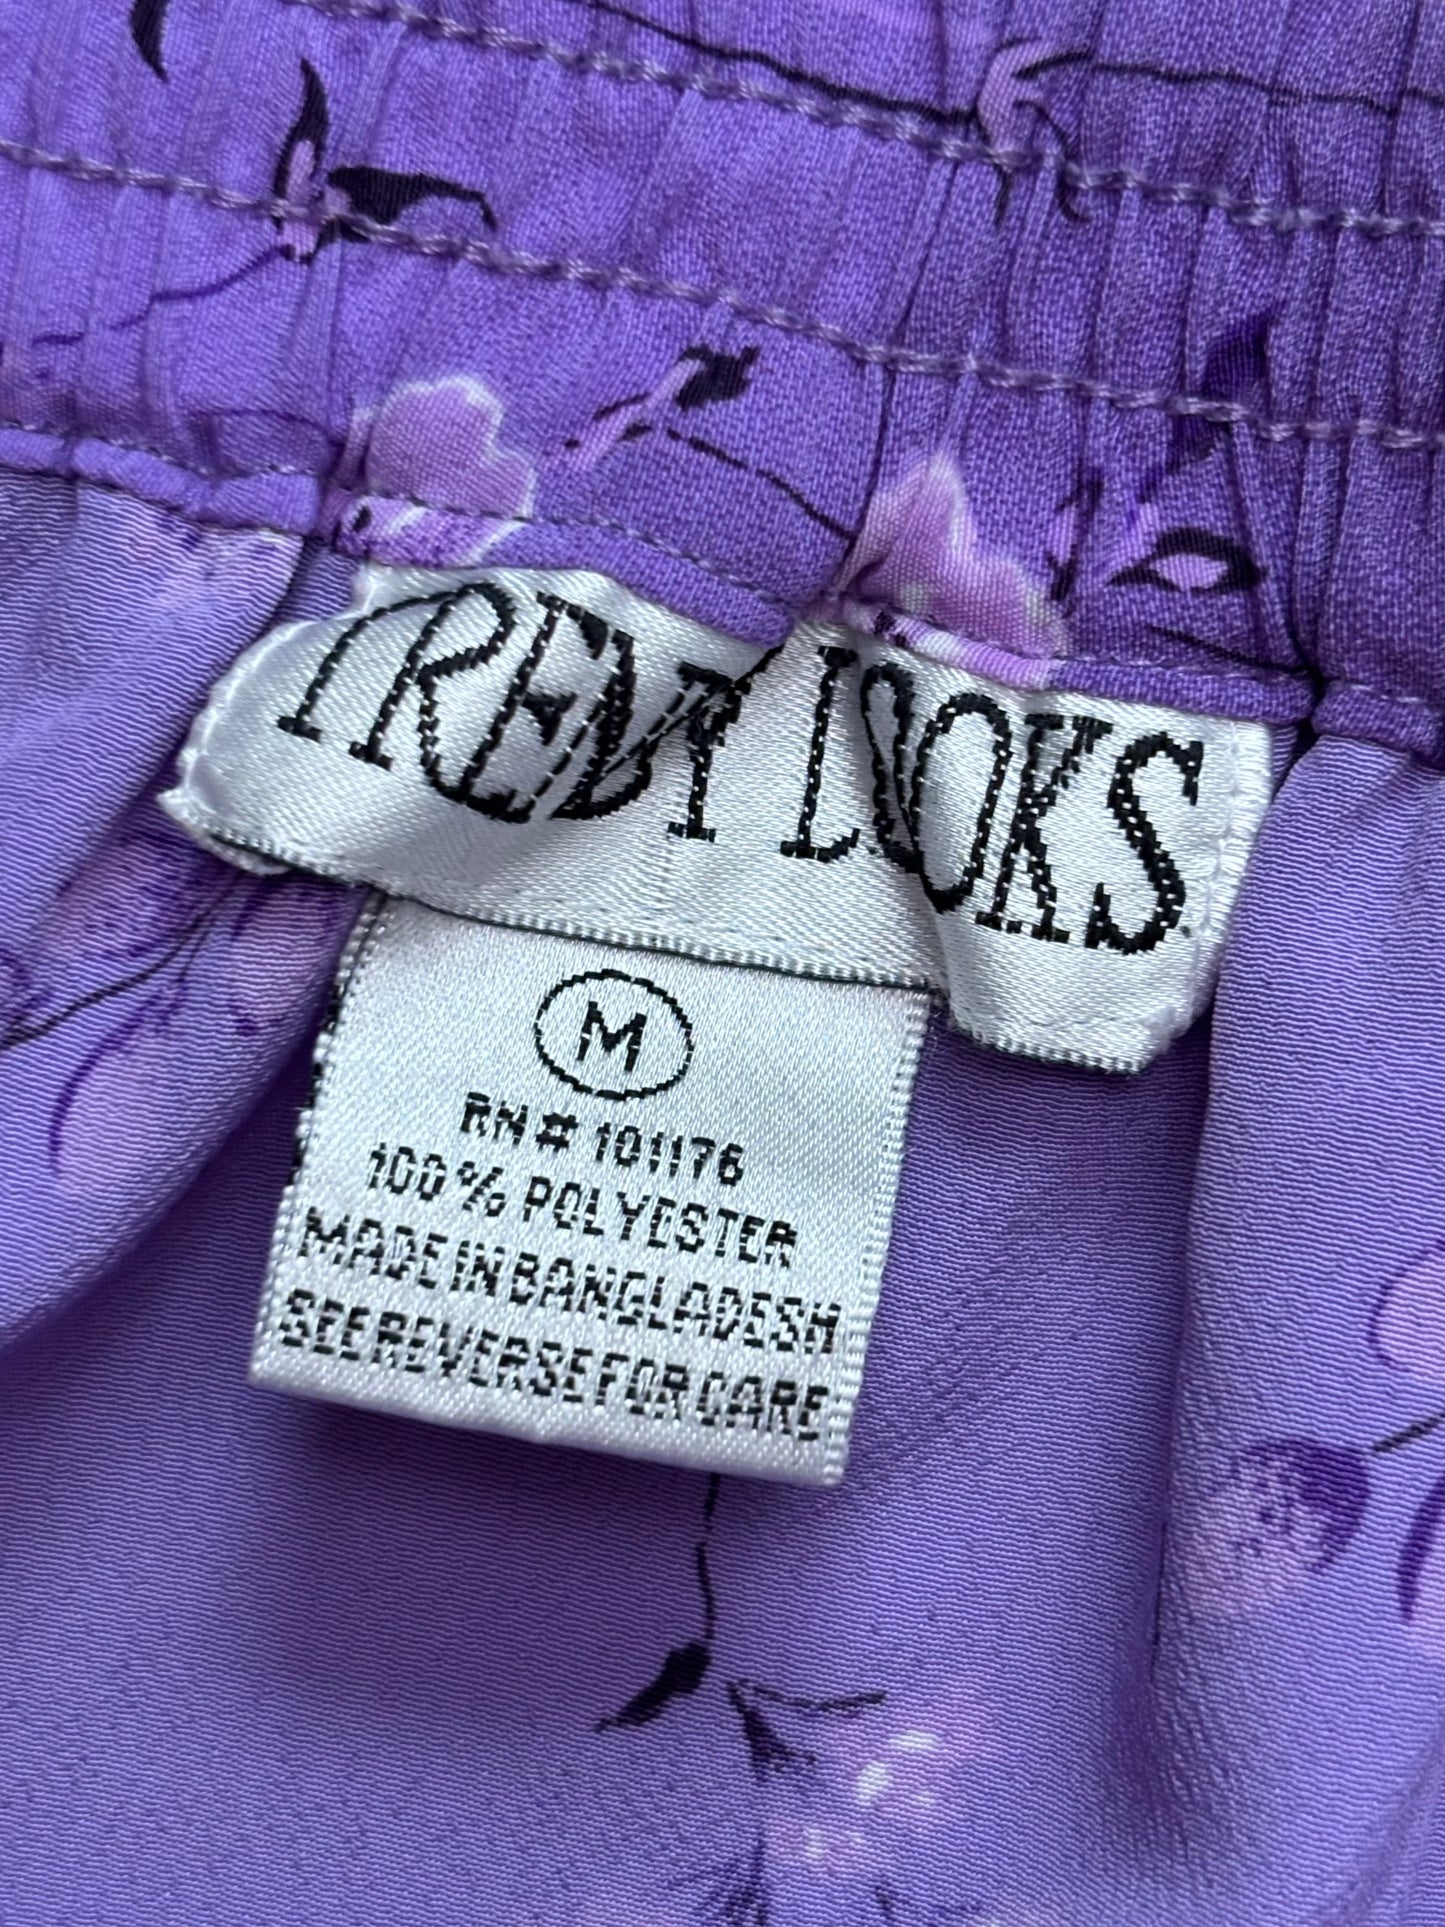 TRENDY LOOKS
M
RN# 101176
100% POLYESTER
MADE IN BANGLADESH
SEE REVERSE FOR CARE